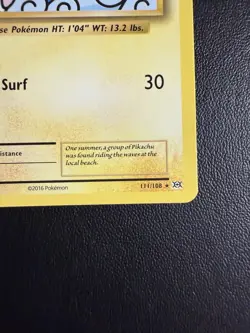 se Pokémon HT: 1'04" WT: 13.2 lbs.
Surf 30
istance
One summer, a group of Pikachu
was found riding the waves at the
local beach.
111/108
©2016 Pokémon